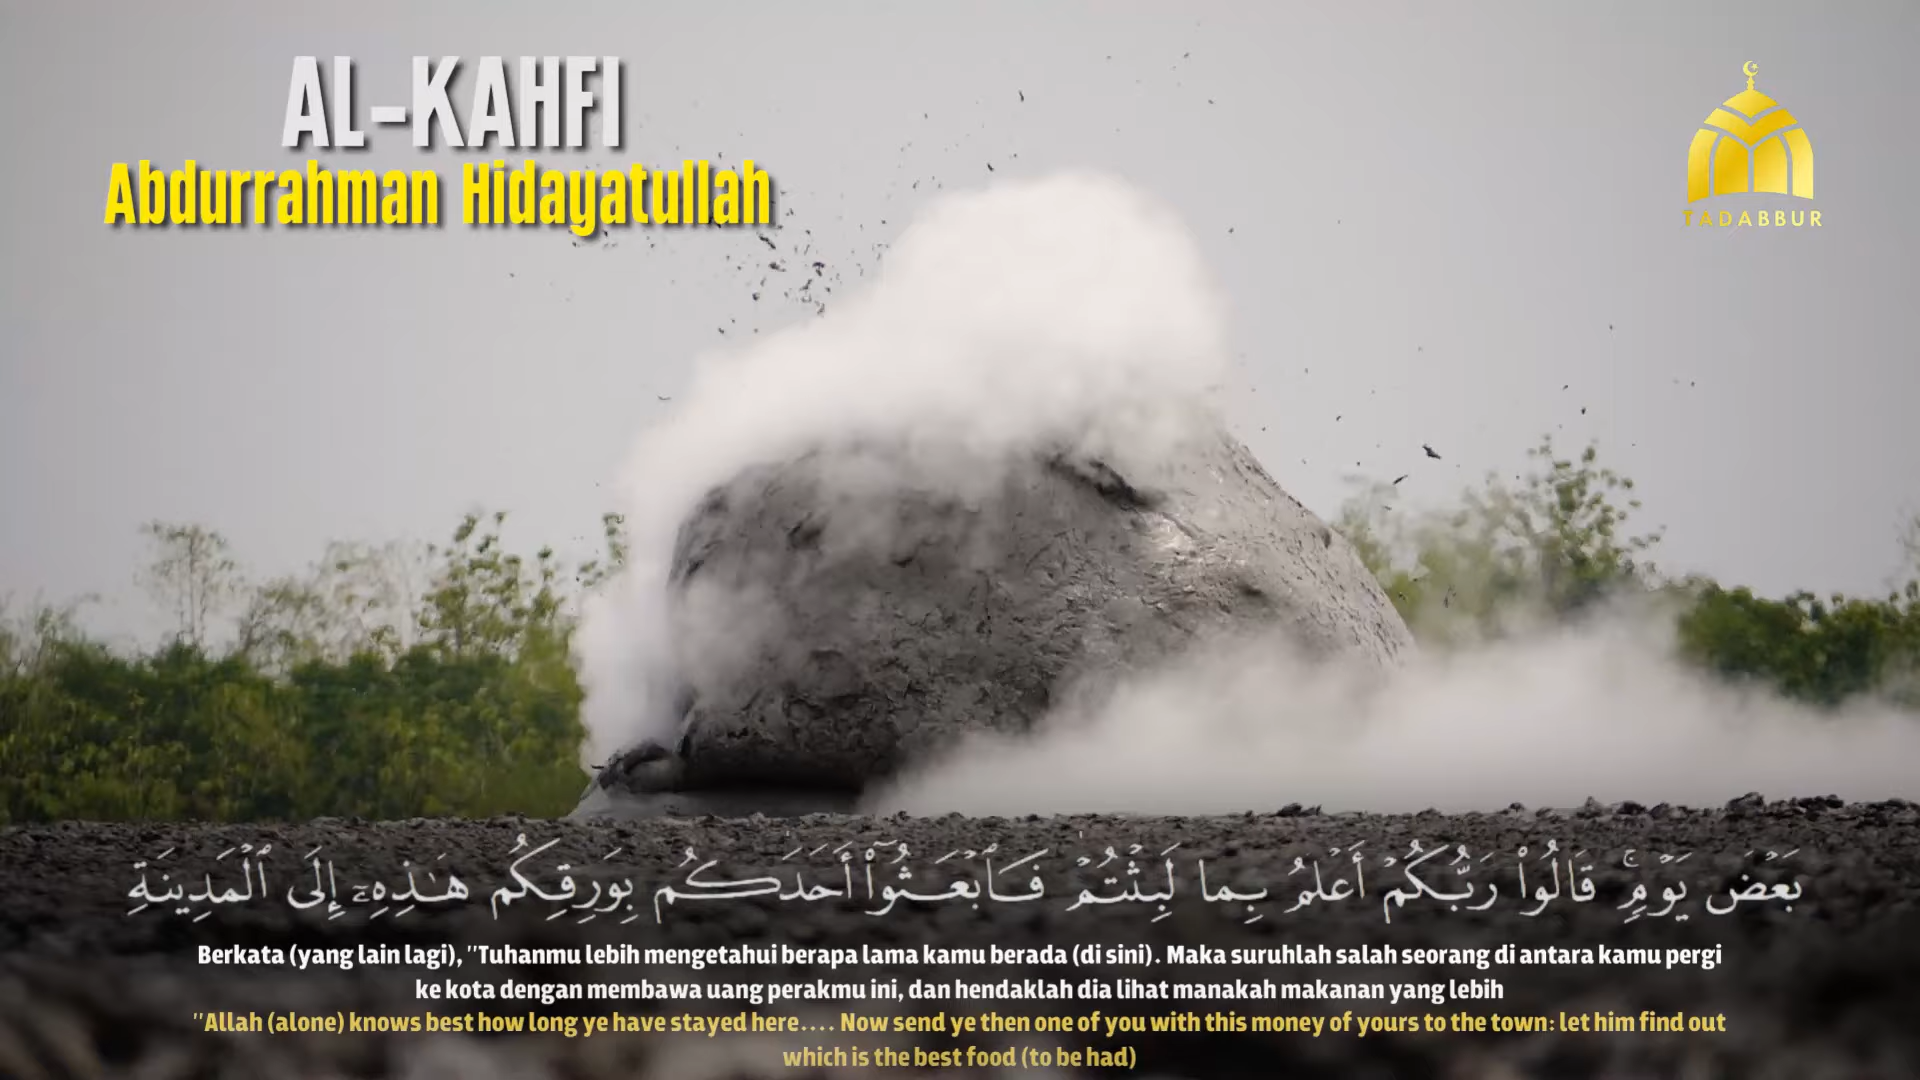 AL-KAHFI
Abdurrahman Hidayatullah
TADABBUR
بَعۡضَ يَوۡمٖۚ قَالُواْ رَبُّكُمۡ أَعۡلَمُ بِمَا لَبِثۡتُمۡ فَٱبۡعَثُوٓاْ أَحَدَكُم بِوَرِقِكُمۡ هَٰذِهِۦٓ إِلَى ٱلۡمَدِينَةِ
Berkata (yang lain lagi), "Tuhanmu lebih mengetahui berapa lama kamu berada (di sini). Maka suruhlah salah seorang di antara kamu pergi
ke kota dengan membawa uang perakmu ini, dan hendaklah dia lihat manakah makanan yang lebih
"Allah (alone) knows best how long ye have stayed here.... Now send ye then one of you with this money of yours to the town: let him find out
which is the best food (to be had)